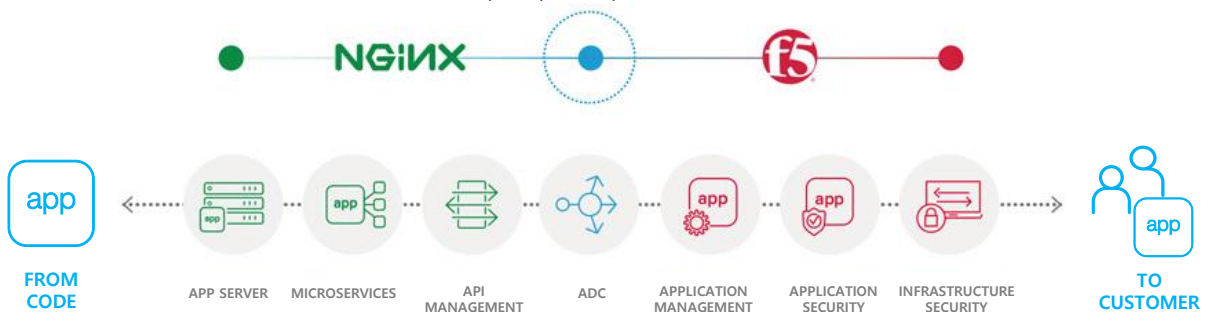 NGINX
f5
app
app
app
app
app
app
FROM
CODE
APP SERVER
MICROSERVICES
API
MANAGEMENT
ADC
APPLICATION
MANAGEMENT
APPLICATION
SECURITY
INFRASTRUCTURE
SECURITY
TO
CUSTOMER